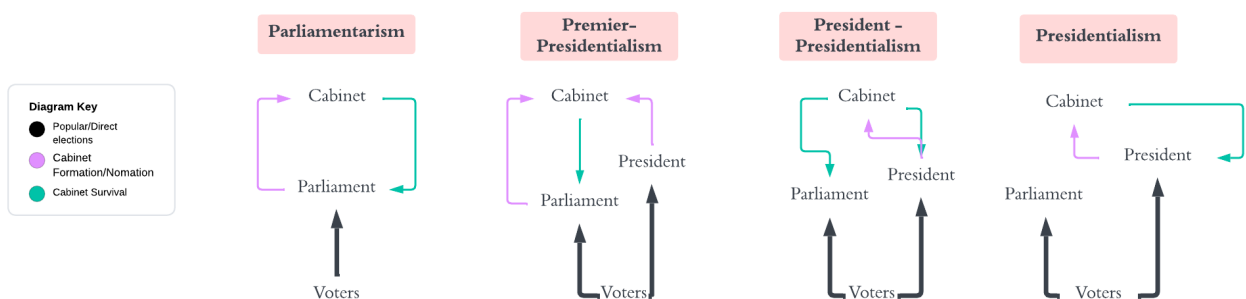 Parliamentarism
Premier-
Presidentialism
President -
Presidentialism
Presidentialism
Diagram Key
Popular/Direct
elections
Cabinet
Formation/Nomation
Cabinet Survival
Cabinet
Parliament
Voters
Cabinet
President
Parliament
Voters
Cabinet
President
Parliament
Voters
Cabinet
President
Parliament
Voters